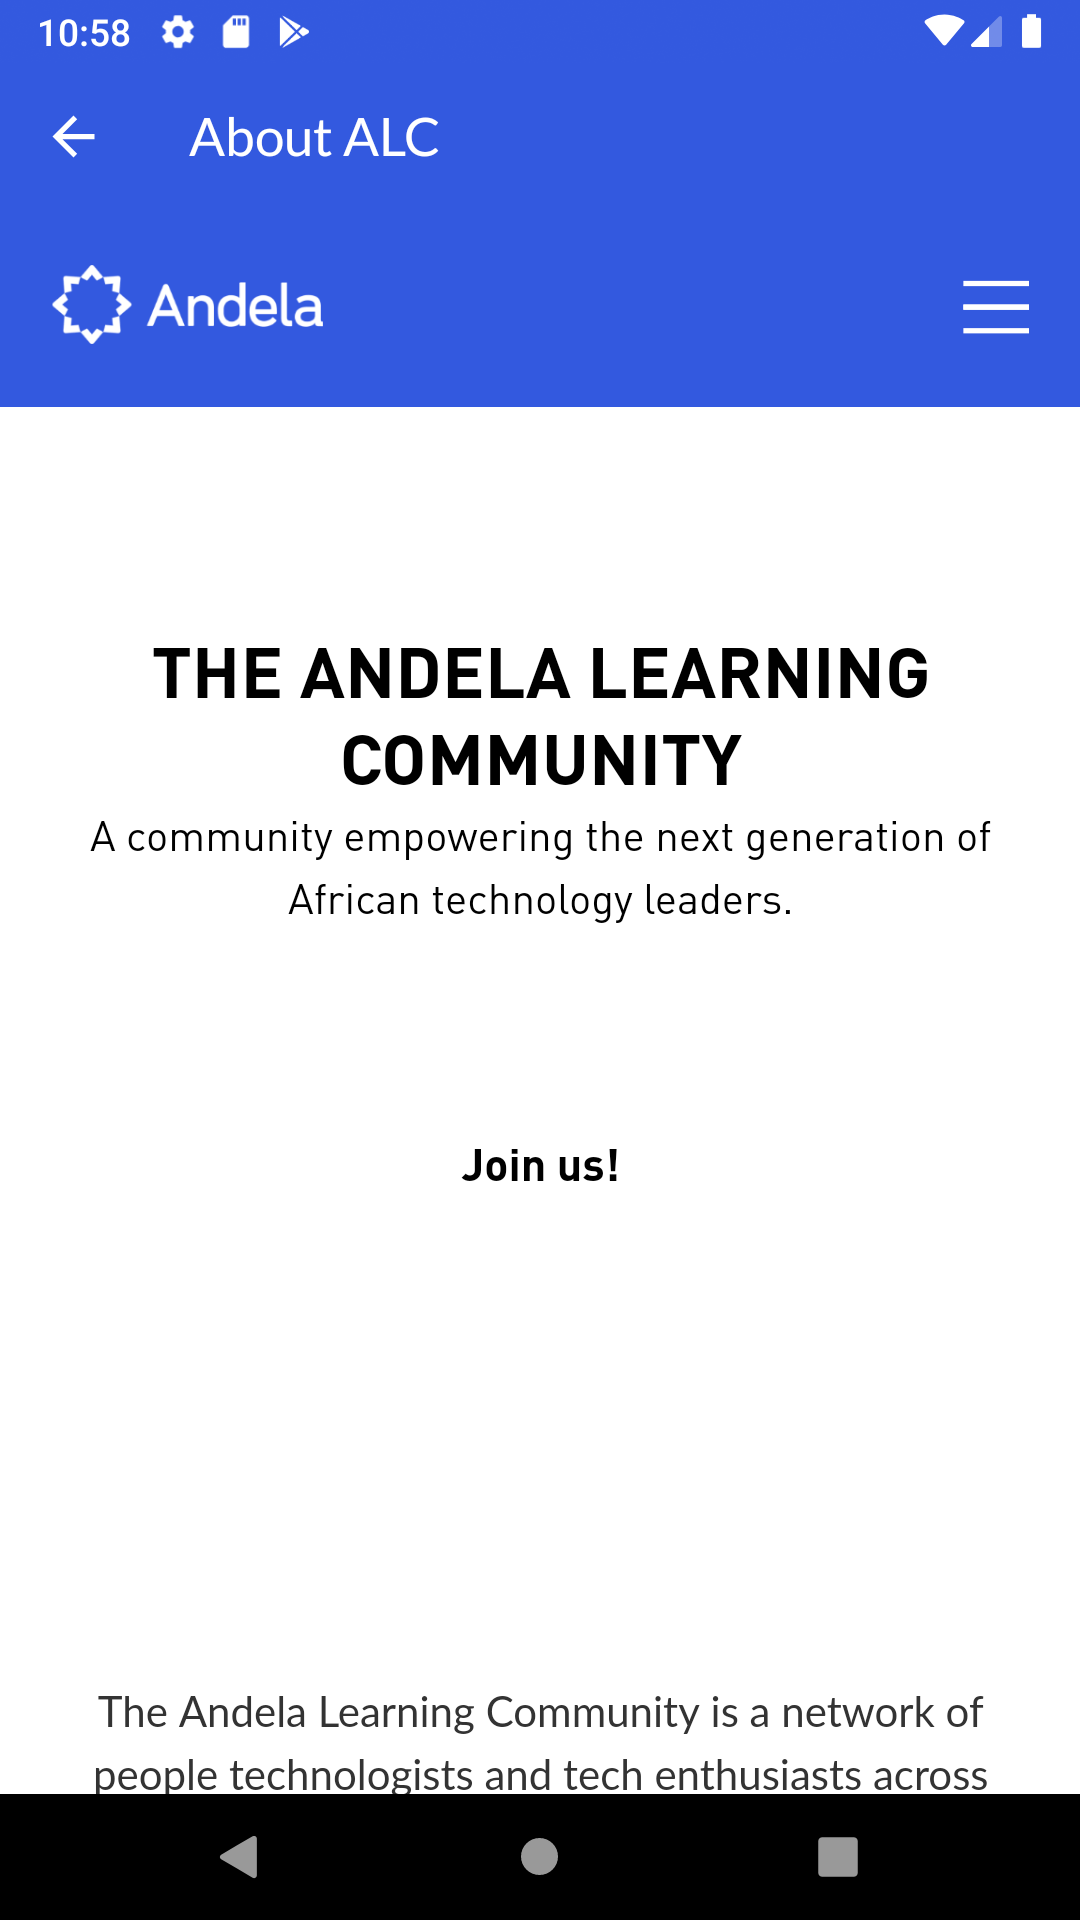 10:58
About ALC
Andela
THE ANDELA LEARNING
COMMUNITY
A community empowering the next generation of
African technology leaders.
Join us!
The Andela Learning Community is a network of
people technologists and tech enthusiasts across